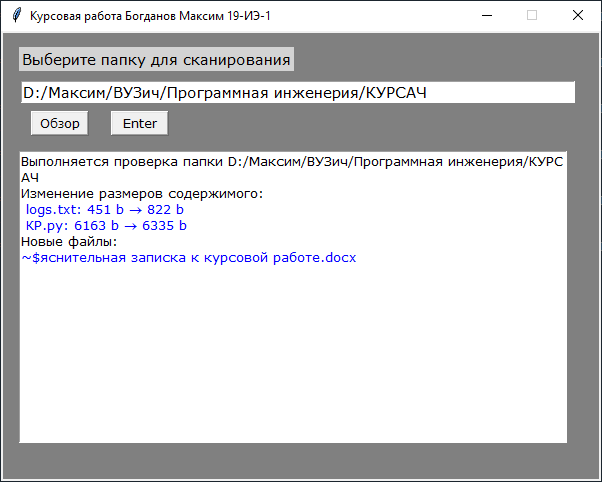 Курсовая работа Богданов Максим 19-ИЭ-1
Выберите папку для сканирования
D:/Максим/ВУЗич/Программная инженерия/КУРСАЧ
Обзор Enter
Выполняется проверка папки D:/Максим/ВУЗич/Программная инженерия/КУРС
АЧ
Изменение размеров содержимого:
logs.txt: 451 b → 822 b
КР.py: 6163 b → 6335 b
Новые файлы:
~$яснительная записка к курсовой работе.docx